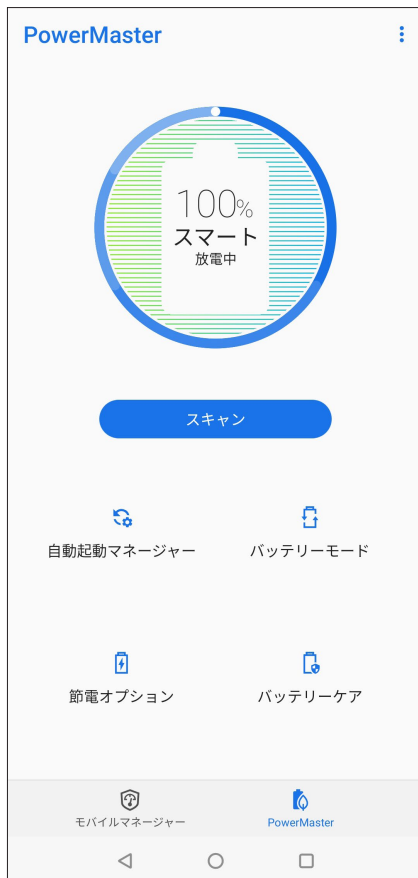 PowerMaster
100%
スマート
放電中
スキャン
自動起動マネージャー
バッテリーモード
節電オプション
バッテリーケア
モバイルマネージャー
PowerMaster